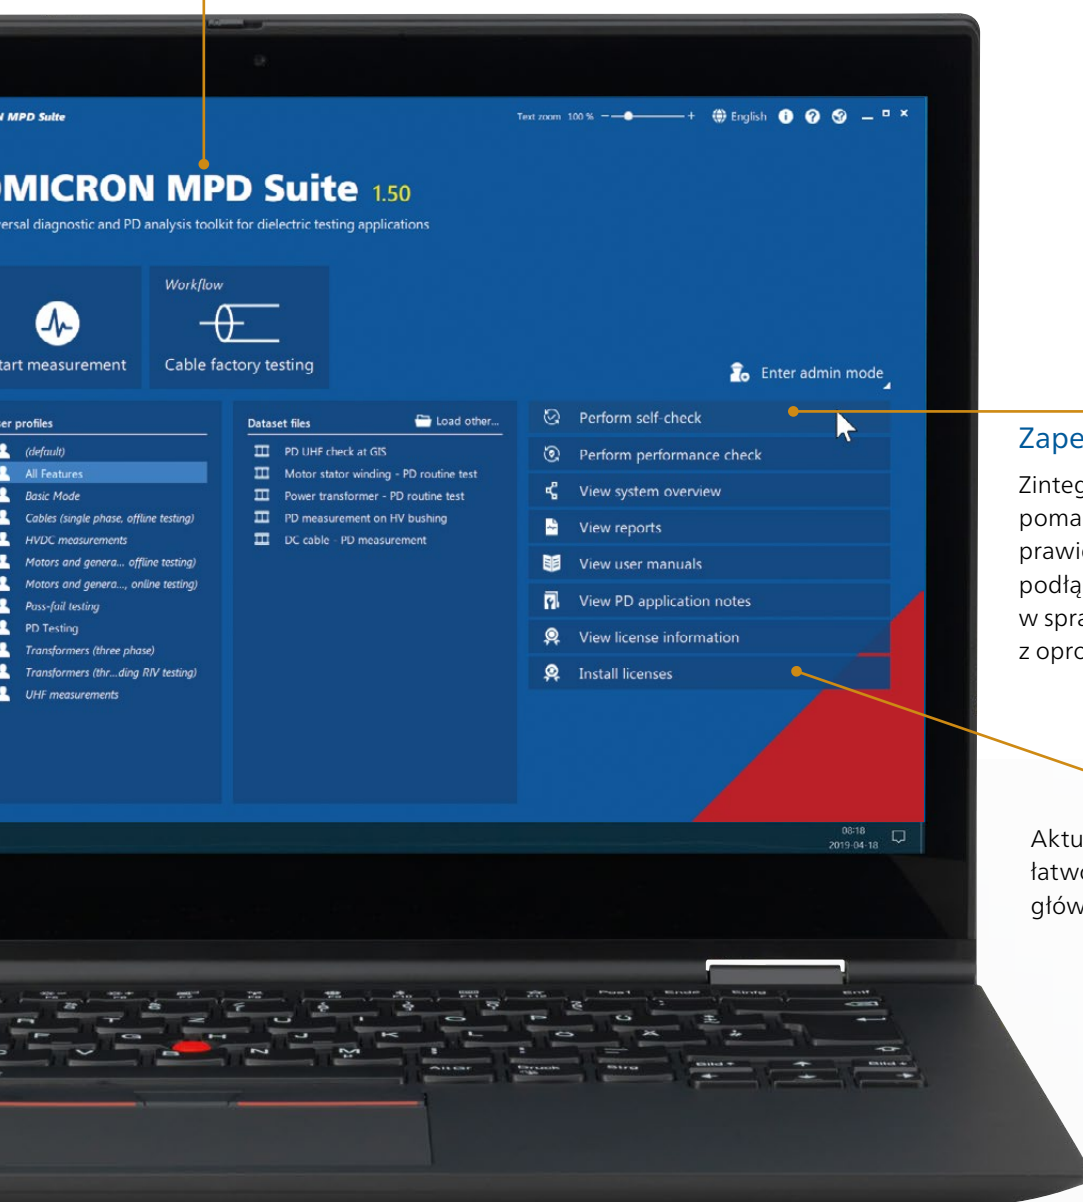 MPD Suite
Text zoom 100 % − + English
OMICRON MPD Suite 1.50
ersal diagnostic and PD analysis toolkit for dielectric testing applications
Workflow
tart measurement
Cable factory testing
Enter admin mode
er profiles
(default)
All Features
Basic Mode
Cables (single phase, offline testing)
HVDC measurements
Motors and genera... offline testing)
Motors and genera..., online testing)
Pass-fail testing
PD Testing
Transformers (three phase)
Transformers (thr...ding RIV testing)
UHF measurements
Dataset files Load other...
PD UHF check at GIS
Motor stator winding - PD routine test
Power transformer - PD routine test
PD measurement on HV bushing
DC cable - PD measurement
Perform self-check
Perform performance check
View system overview
View reports
View user manuals
View PD application notes
View license information
Install licenses
08:18
2019-04-18
Zape
Zinteg
poma
prawi
podłą
w spra
z opro
Aktu
łatwo
głów
Alt Gr Druck Strg Bild Bild